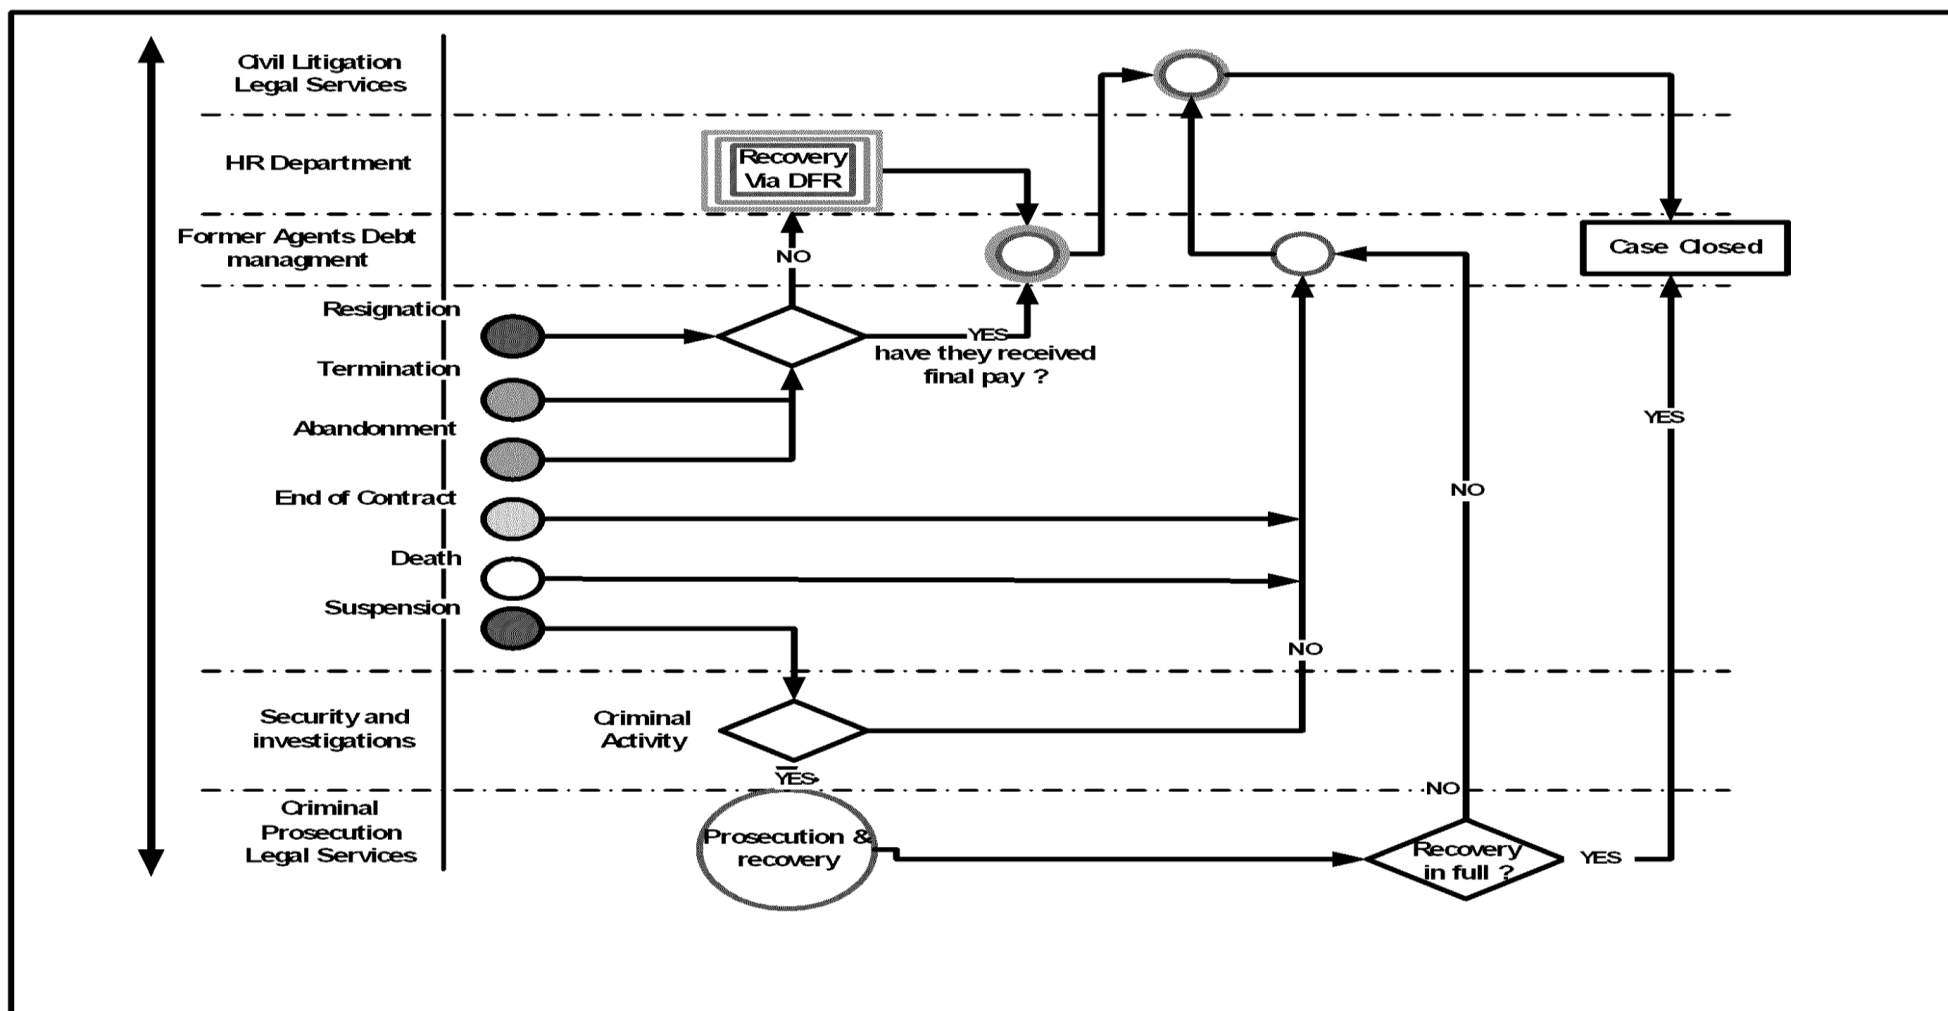 Civil Litigation
Legal Services
HR Department
Recovery
Via DFR
Former Agents Debt
managment
NO
Case Closed
Resignation
YES
have they received
final pay ?
Termination
YES
Abandonment
NO
End of Contract
Death
Suspension
NO
Security and
investigations
Criminal
Activity
YES
NO
Criminal
Prosecution
Legal Services
Prosecution &
recovery
Recovery
in full ?
YES